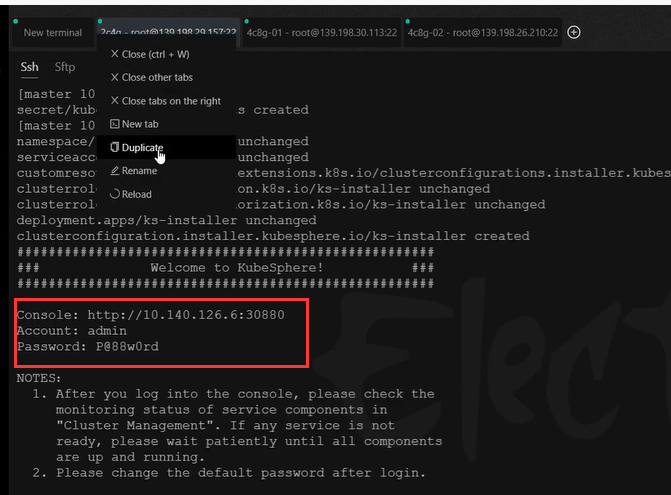 New terminal
2c4g - root@139.198.29.157:22
4c8g-01 - root@139.198.30.113:22
4c8g-02 - root@139.198.26.210:22
Ssh
Sftp
Close (ctrl + W)
Close other tabs
Close tabs on the right
New tab
Duplicate
Rename
Reload
[master 10
secret/kub s created
[master 10
namespace/ unchanged
serviceacc unchanged
customreso extensions.k8s.io/clusterconfigurations.installer.kubes
clusterrol on.k8s.io/ks-installer unchanged
clusterrol orization.k8s.io/ks-installer unchanged
deployment.apps/ks-installer unchanged
clusterconfiguration.installer.kubesphere.io/ks-installer created
#####################################################
### Welcome to KubeSphere! ###
#####################################################
Console: http://10.140.126.6:30880
Account: admin
Password: P@88w0rd
NOTES:
1. After you log into the console, please check the
monitoring status of service components in
"Cluster Management". If any service is not
ready, please wait patiently until all components
are up and running.
2. Please change the default password after login.
Elect